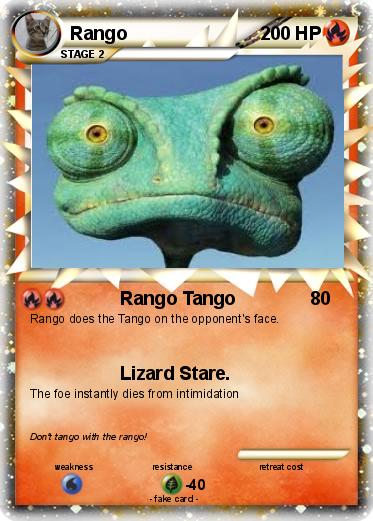 Rango 200 HP
STAGE 2
Rango Tango 80
Rango does the Tango on the opponent's face.
Lizard Stare.
The foe instantly dies from intimidation
Don't tango with the rango!
weakness resistance retreat cost
-40
- fake card -